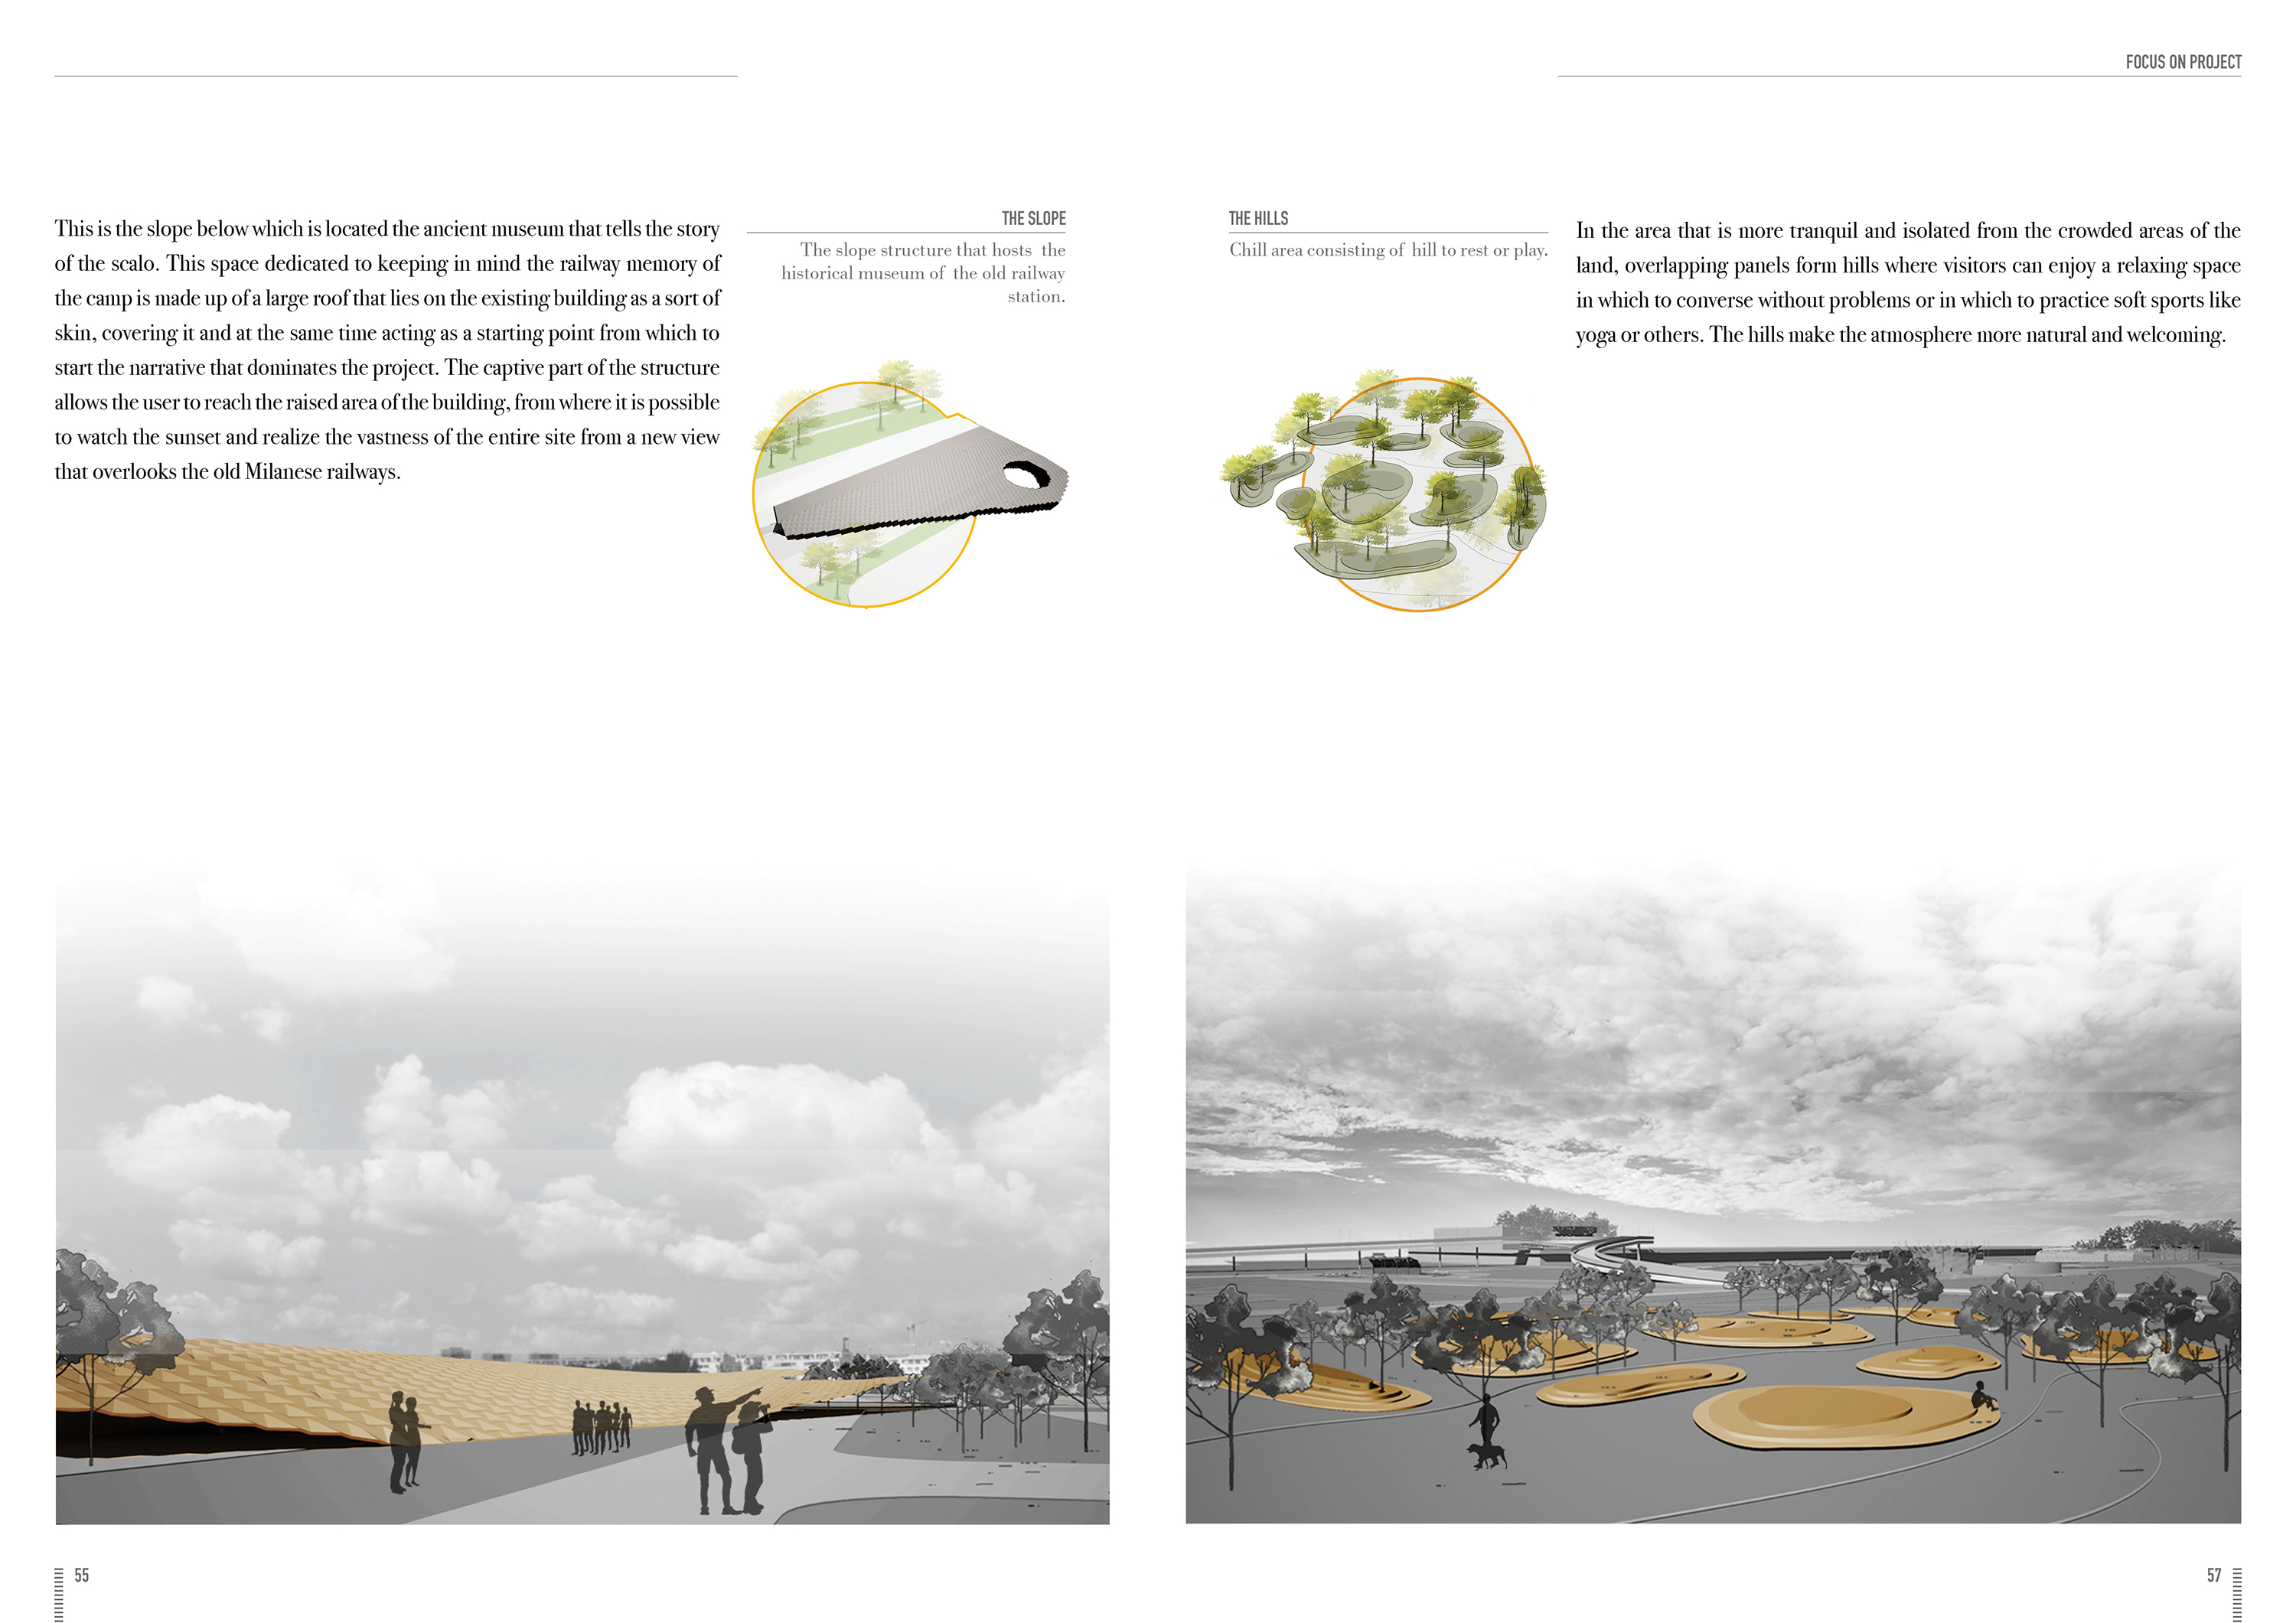 FOCUS ON PROJECT
This is the slope below which is located the ancient museum that tells the story
of the scalo. This space dedicated to keeping in mind the railway memory of
the camp is made up of a large roof that lies on the existing building as a sort of
skin, covering it and at the same time acting as a starting point from which to
start the narrative that dominates the project. The captive part of the structure
allows the user to reach the raised area of the building, from where it is possible
to watch the sunset and realize the vastness of the entire site from a new view
that overlooks the old Milanese railways.
THE SLOPE
The slope structure that hosts the
historical museum of the old railway
station.
THE HILLS
Chill area consisting of hill to rest or play.
In the area that is more tranquil and isolated from the crowded areas of the
land, overlapping panels form hills where visitors can enjoy a relaxing space
in which to converse without problems or in which to practice soft sports like
yoga or others. The hills make the atmosphere more natural and welcoming.
55
57